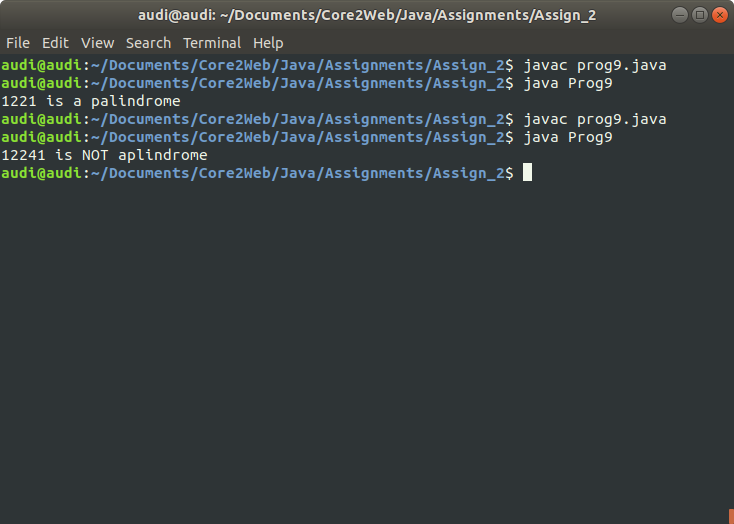 audi@audi: ~/Documents/Core2Web/Java/Assignments/Assign_2
File Edit View Search Terminal Help
audi@audi:~/Documents/Core2Web/Java/Assignments/Assign_2$ javac prog9.java
audi@audi:~/Documents/Core2Web/Java/Assignments/Assign_2$ java Prog9
1221 is a palindrome
audi@audi:~/Documents/Core2Web/Java/Assignments/Assign_2$ javac prog9.java
audi@audi:~/Documents/Core2Web/Java/Assignments/Assign_2$ java Prog9
12241 is NOT aplindrome
audi@audi:~/Documents/Core2Web/Java/Assignments/Assign_2$